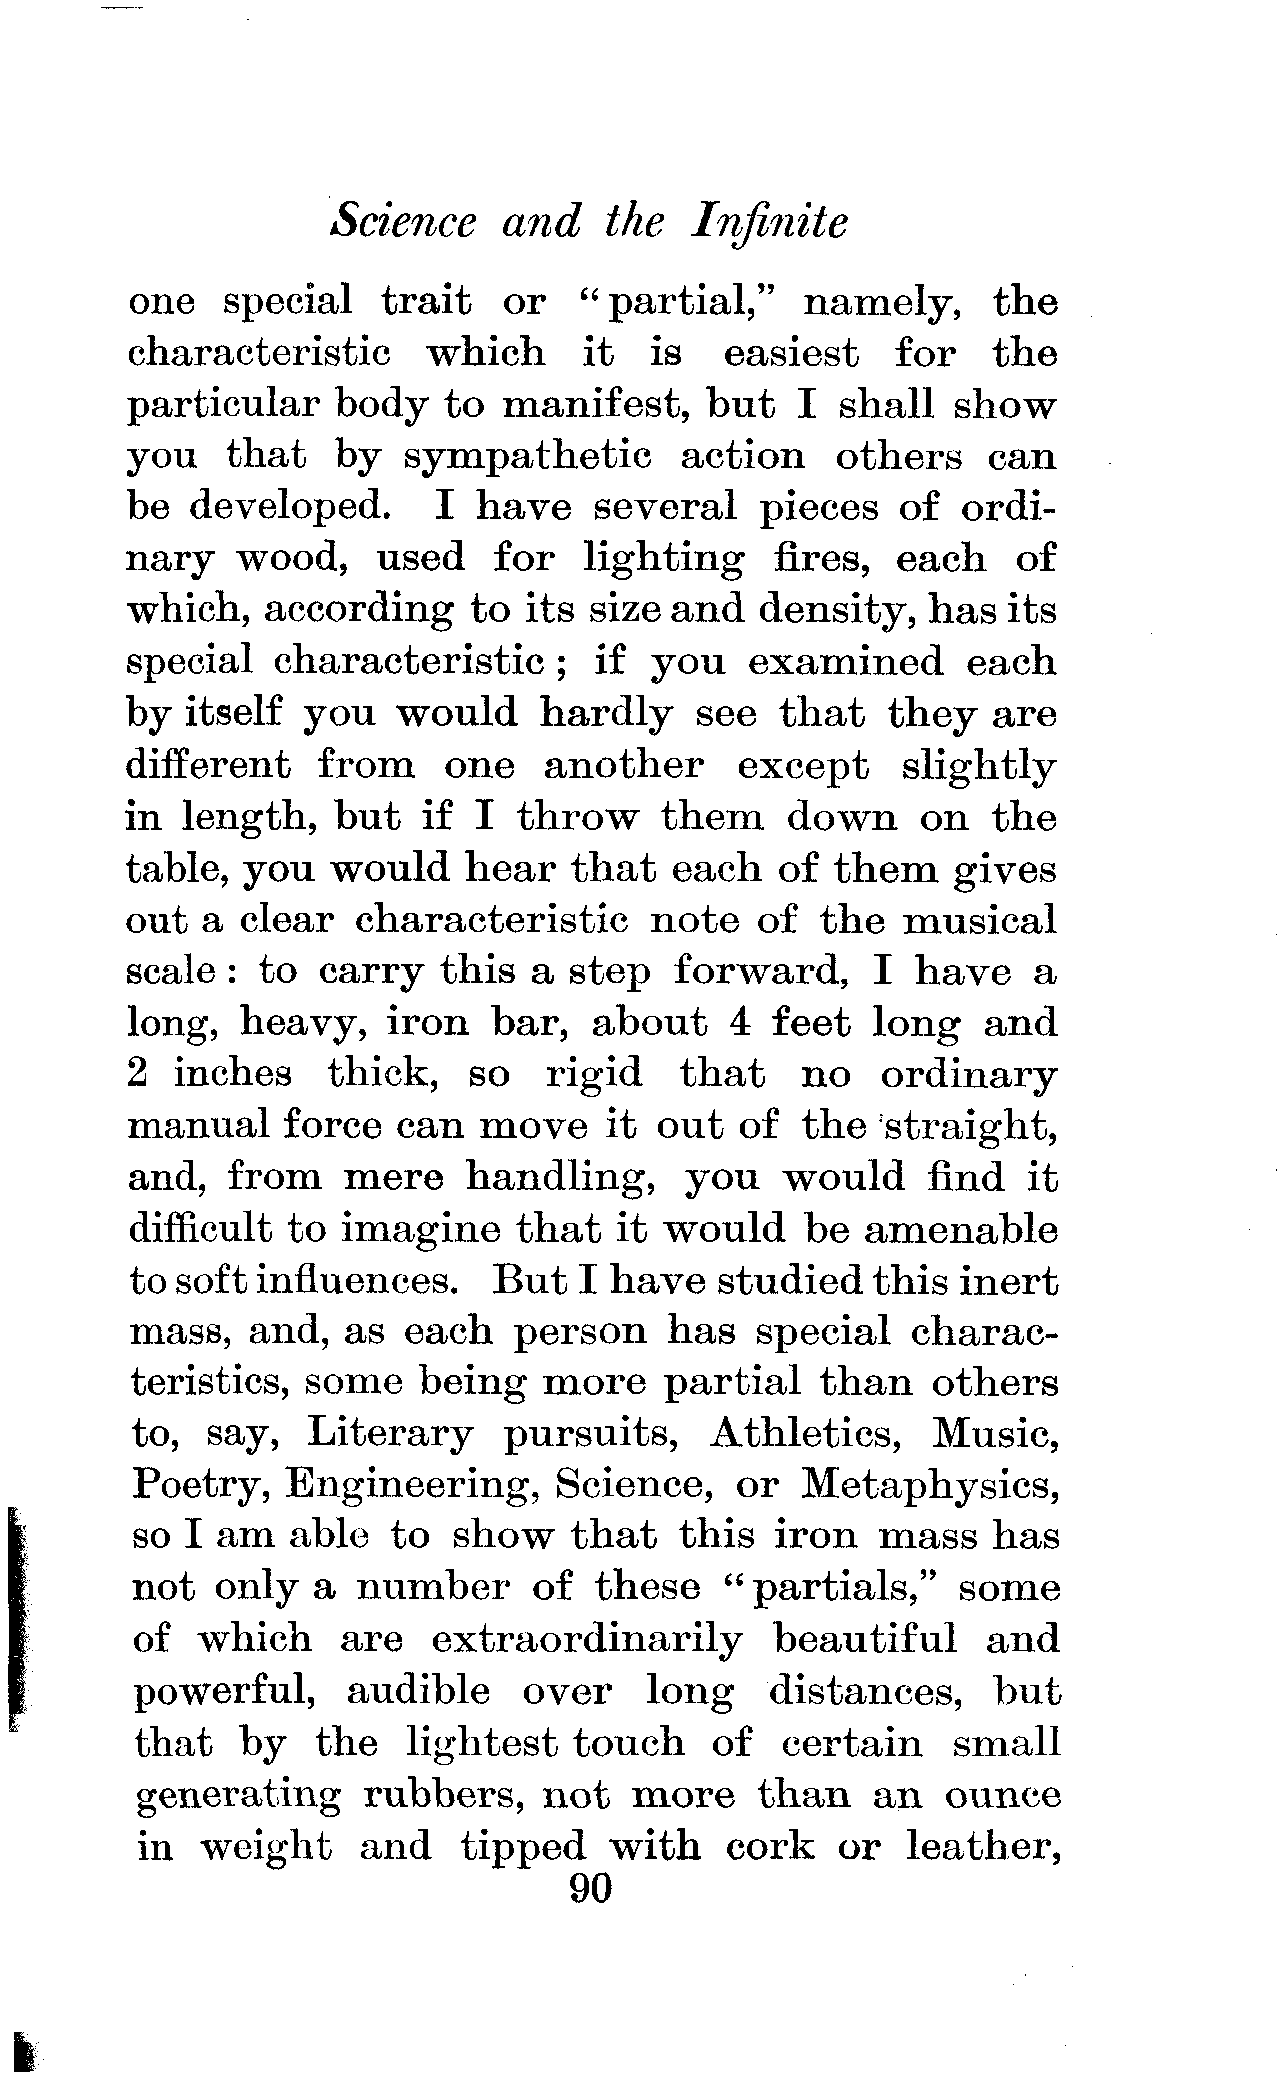 Science and the Infinite
one special trait or “partial,” namely, the
characteristic which it is easiest for the
particular body to manifest, but I shall show
you that by sympathetic action others can
be developed. I have several pieces of ordi-
nary wood, used for lighting fires, each of
which, according to its size and density, has its
special characteristic ; if you examined each
by itself you would hardly see that they are
different from one another except slightly
in length, but if I throw them down on the
table, you would hear that each of them gives
out a clear characteristic note of the musical
scale : to carry this a step forward, I have a
long, heavy, iron bar, about 4 feet long and
2 inches thick, so rigid that no ordinary
manual force can move it out of the straight,
and, from mere handling, you would find it
difficult to imagine that it would be amenable
to soft influences. But I have studied this inert
mass, and, as each person has special charac-
teristics, some being more partial than others
to, say, Literary pursuits, Athletics, Music,
Poetry, Engineering, Science, or Metaphysics,
so I am able to show that this iron mass has
not only a number of these “partials,” some
of which are extraordinarily beautiful and
powerful, audible over long distances, but
that by the lightest touch of certain small
generating rubbers, not more than an ounce
in weight and tipped with cork or leather,
90